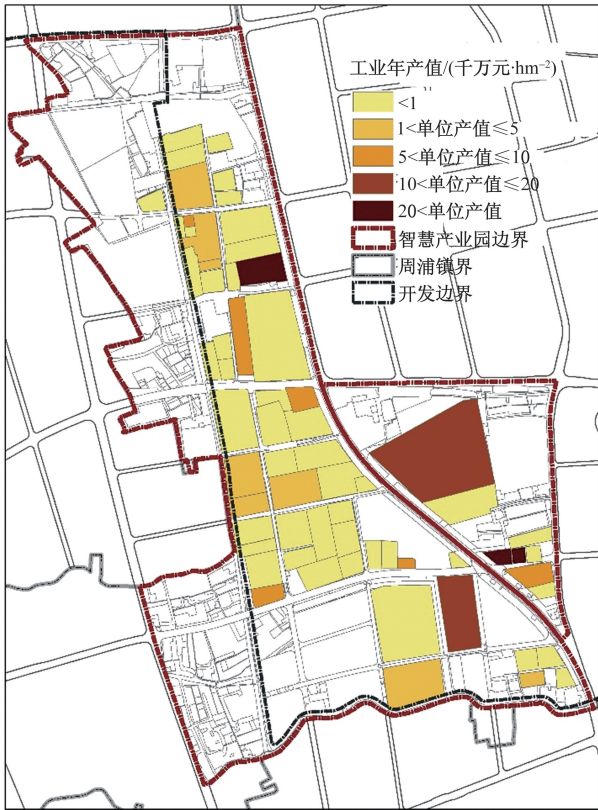 工业年产值/(千万元·hm⁻²)
<1
1<单位产值≤5
5<单位产值≤10
10<单位产值≤20
20<单位产值
智慧产业园边界
周浦镇界
开发边界